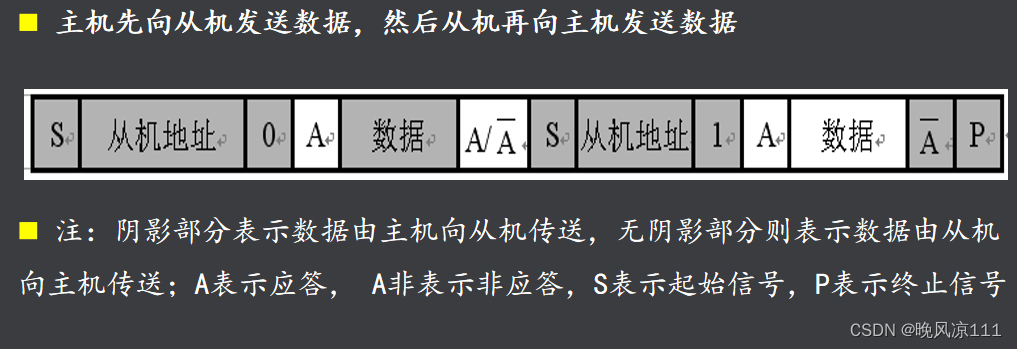 主机先向从机发送数据，然后从机再向主机发送数据
S 从机地址 0 A 数据 A/A̅ S 从机地址 1 A 数据 A̅ P
注：阴影部分表示数据由主机向从机传送，无阴影部分则表示数据由从机
向主机传送；A表示应答， A非表示非应答，S表示起始信号，P表示终止信号
CSDN @晚风凉111